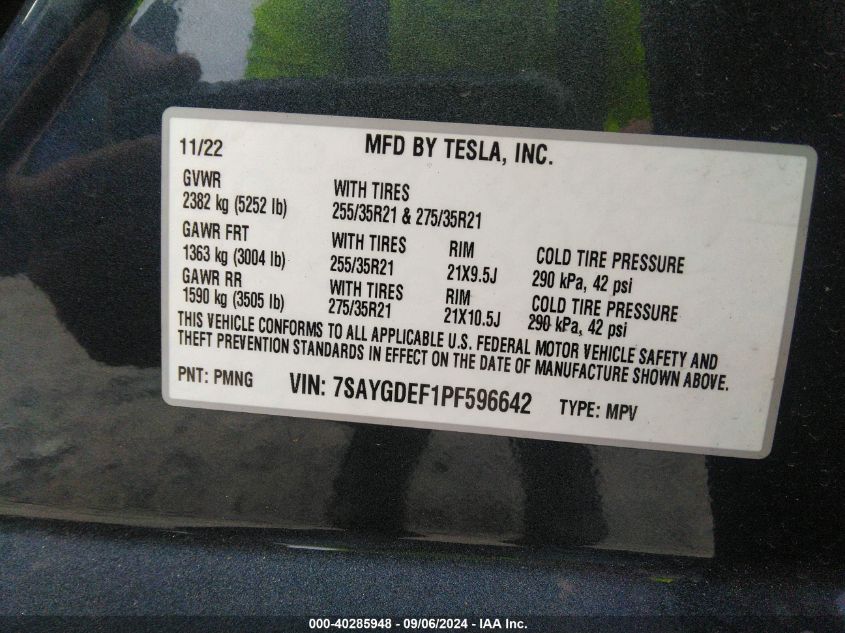 11/22 MFD BY TESLA, INC.
GVWR WITH TIRES
2382 kg (5252 lb) 255/35R21 & 275/35R21
GAWR FRT WITH TIRES RIM COLD TIRE PRESSURE
1363 kg (3004 lb) 255/35R21 21X9.5J 290 kPa, 42 psi
GAWR RR WITH TIRES RIM COLD TIRE PRESSURE
1590 kg (3505 lb) 275/35R21 21X10.5J 290 kPa, 42 psi
THIS VEHICLE CONFORMS TO ALL APPLICABLE U.S. FEDERAL MOTOR VEHICLE SAFETY AND
THEFT PREVENTION STANDARDS IN EFFECT ON THE DATE OF MANUFACTURE SHOWN ABOVE.
PNT: PMNG VIN: 7SAYGDEF1PF596642 TYPE: MPV
000-40285948 - 09/06/2024 - IAA Inc.